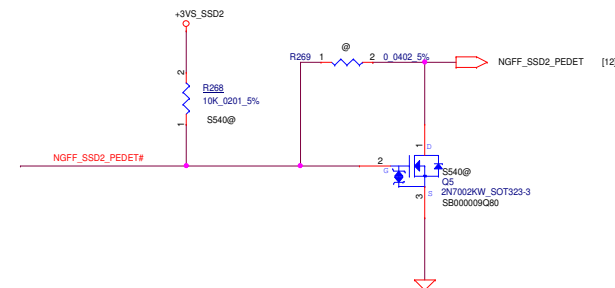 +3VS_SSD2
R269 1 @ 2 0_0402_5%
NGFF_SSD2_PEDET [12]
2
R268
10K_0201_5%
1
S540@
NGFF_SSD2_PEDET#
1 D
2
G
S540@
Q5
2N7002KW_SOT323-3
3 S
SB000009Q80